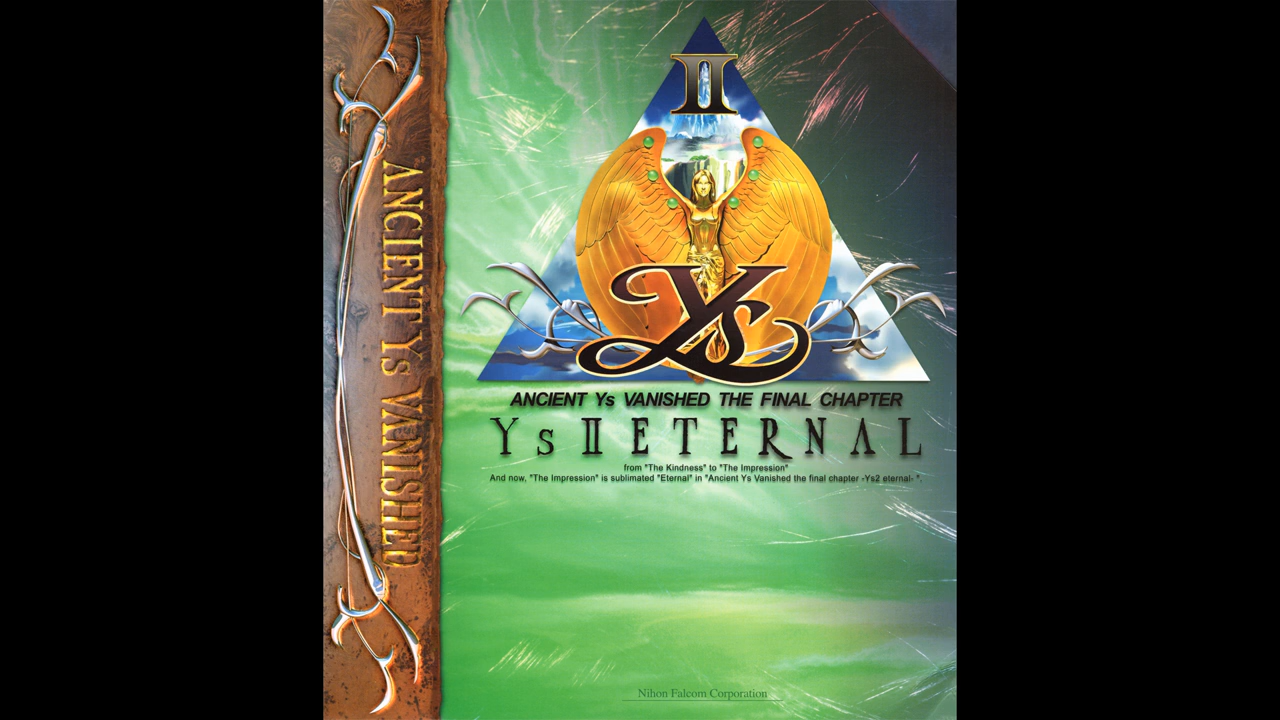 ANCIENT Ys VANISHED
II
Ys
ANCIENT Ys VANISHED THE FINAL CHAPTER
Ys II ETERNAL
from "The Kindness" to "The Impression"
And now, "The Impression" is sublimated "Eternal" in "Ancient Ys Vanished the final chapter -Ys2 eternal- ".
Nihon Falcom Corporation